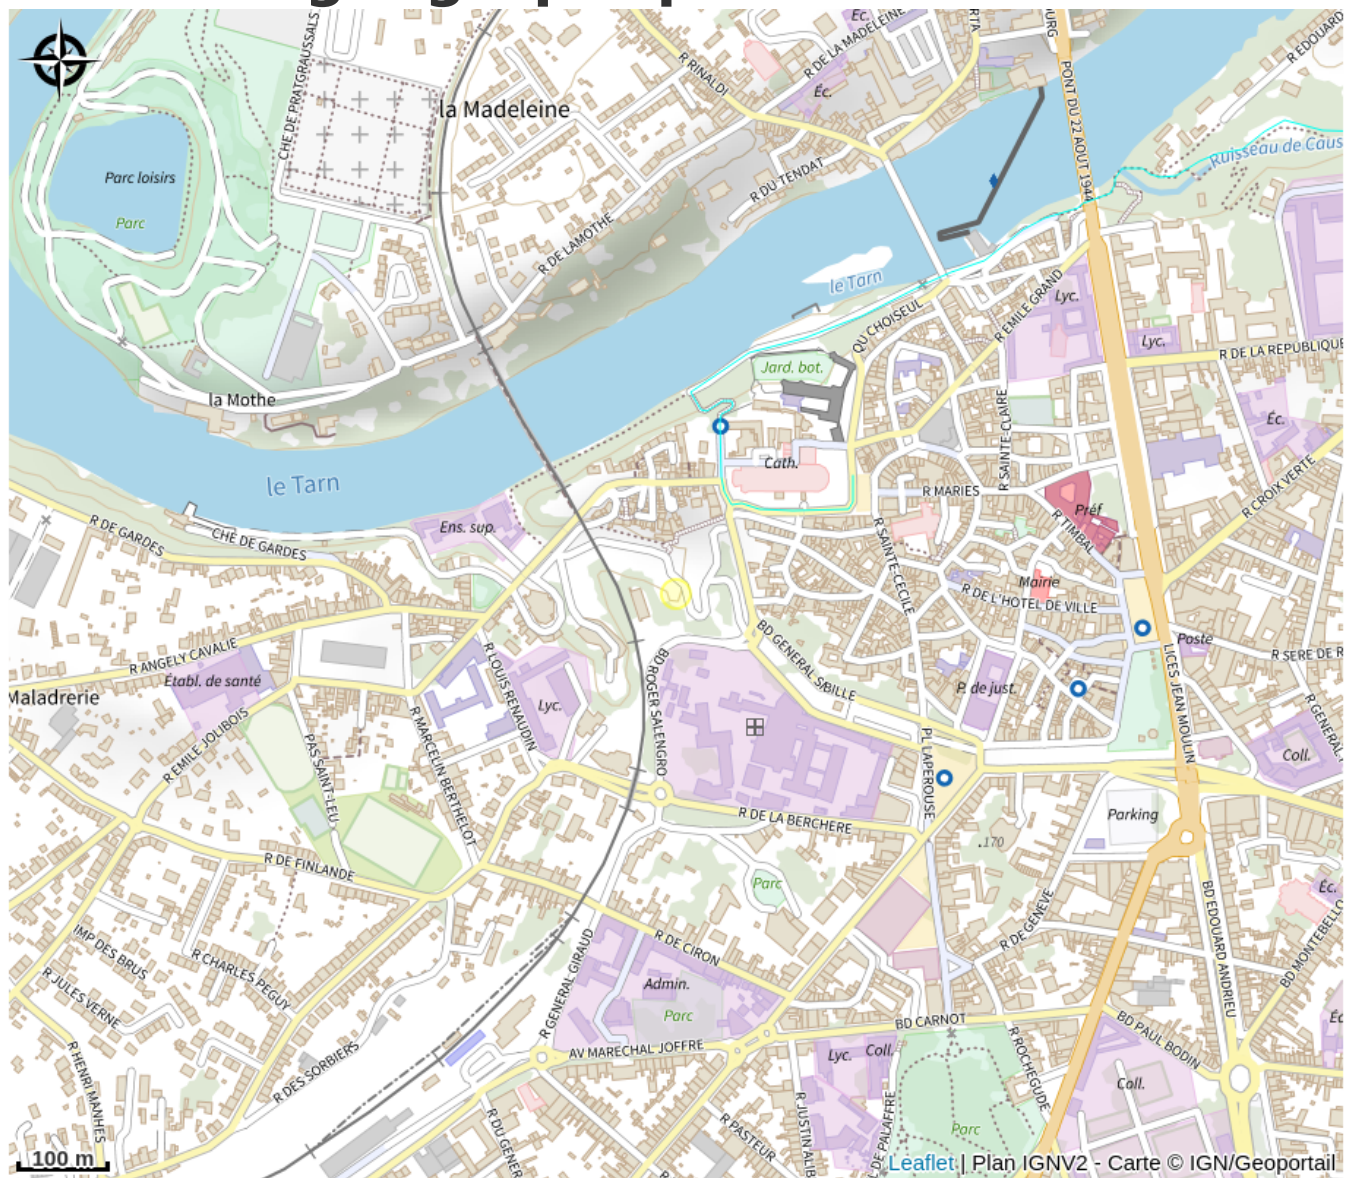 R RINALDI
R DE LA MADELEINE
Éc.
Éc.
PONT DU 22 AOUT 1944
R EDOUARD
CHE DE PRATGRAUSSALS
la Madeleine
Parc loisirs
Parc
R DU TENDAT
R DE LAMOTHE
Ruisseau de Caus
le Tarn
QU CHOISEUL
R EMILE GRAND
Lyc.
Lyc.
R DE LA REPUBLIQUE
Jard. bot.
la Mothe
R SAINTE-CLAIRE
Éc.
Cath.
le Tarn
R MARIES
R CROIX VERTE
Préf
R TIMBAL
Ens. sup.
R DE GARDES
CHE DE GARDES
R SAINTE-CECILE
Mairie
R DE L'HOTEL DE VILLE
R ANGELY CAVALIE
Établ. de santé
BD GENERAL SIBILLE
Poste
R SERE DE R
Maladrerie
R LOUIS RENAUDIN
Lyc.
BD ROGER SALENGRO
P. de just.
LICES JEAN MOULIN
R GENERAL
R EMILE JOLIBOIS
R MARCELIN BERTHELOT
PAS SAINT-LEU
PL LAPEROUSE
Coll.
R DE LA BERCHERE
Parking
.170
R DE FINLANDE
Parc
R DE GENEVE
BD EDOUARD ANDRIEU
Éc.
BD MONTEBELLO
IMP DES BRUS
R CHARLES PEGUY
R JULES VERNE
R DE CIRON
R GENERAL GIRAUD
Admin.
Parc
BD CARNOT
BD PAUL BODIN
R HENRI MANHES
R DES SORBIERS
AV MARECHAL JOFFRE
Lyc.
Coll.
R ROCHEGUDE
Coll.
R DU GENER
R PASTEUR
R JUSTIN ALIB
DE PALAFFRE
Parc
100 m
Leaflet | Plan IGNV2 - Carte © IGN/Geoportail